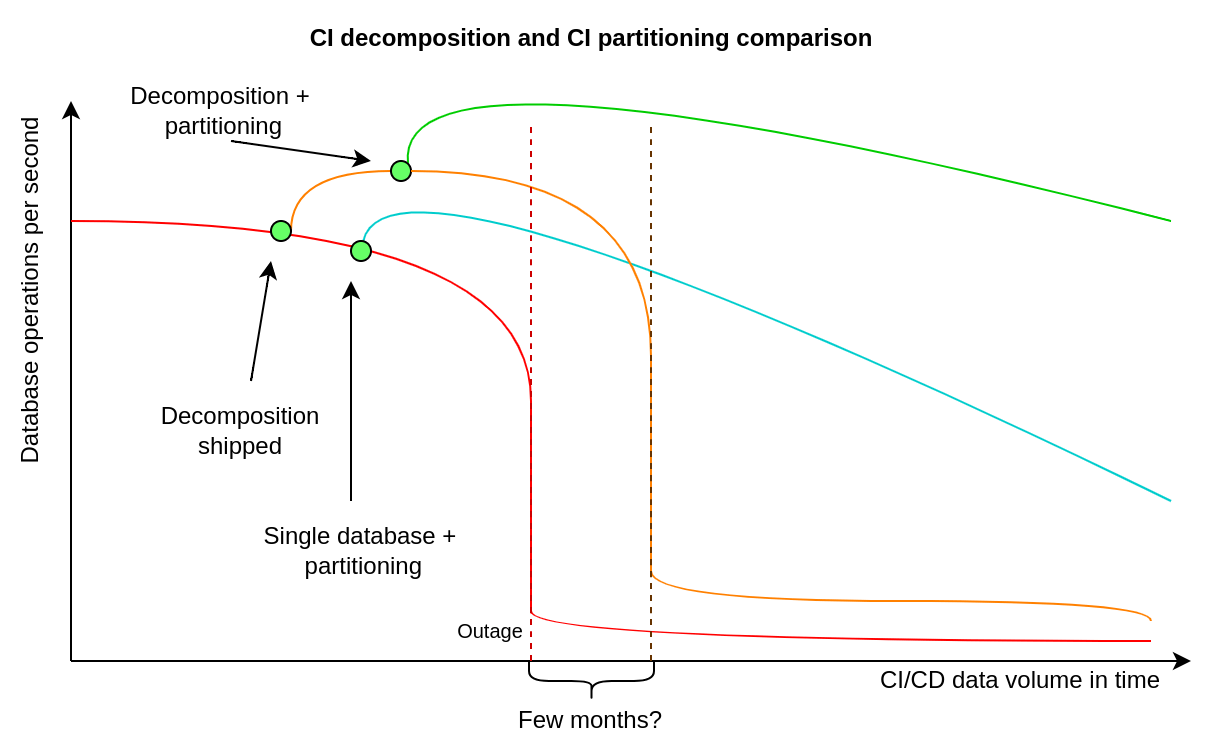 CI decomposition and CI partitioning comparison
Decomposition +
partitioning
Database operations per second
Decomposition
shipped
Single database +
partitioning
Outage
CI/CD data volume in time
Few months?